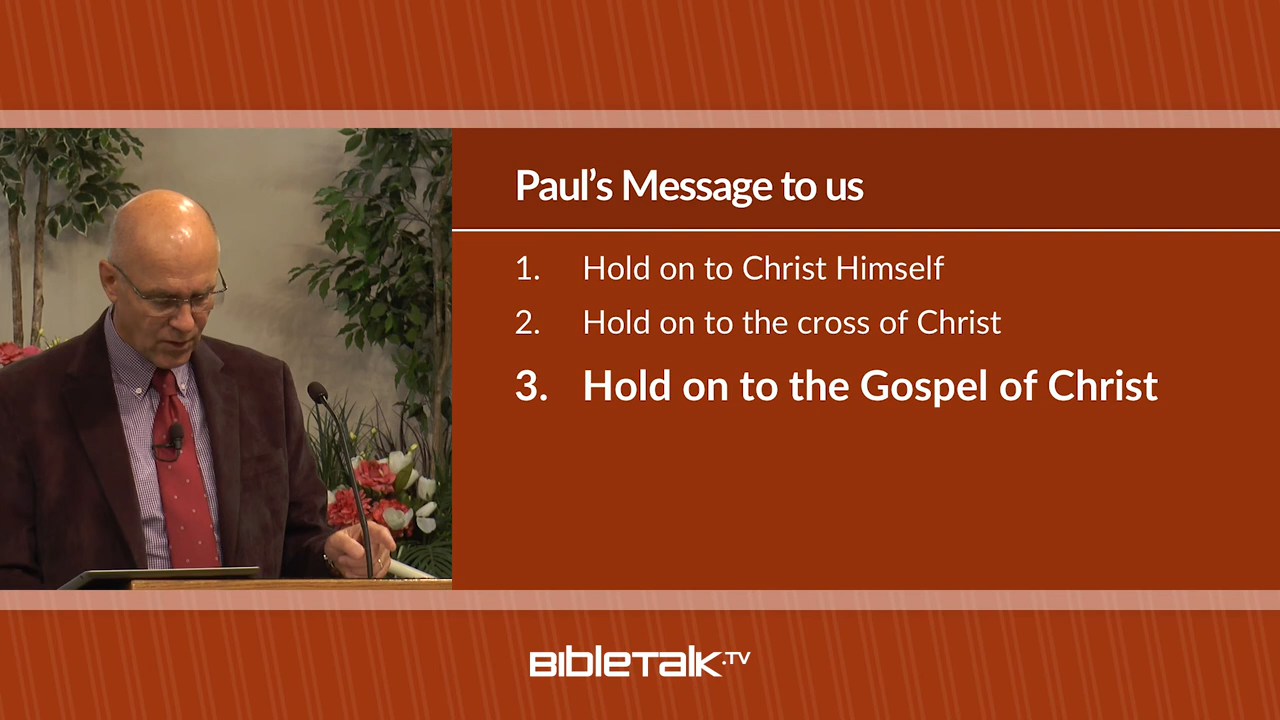 Paul’s Message to us
1. Hold on to Christ Himself
2. Hold on to the cross of Christ
3. Hold on to the Gospel of Christ
BIBLETALK.TV